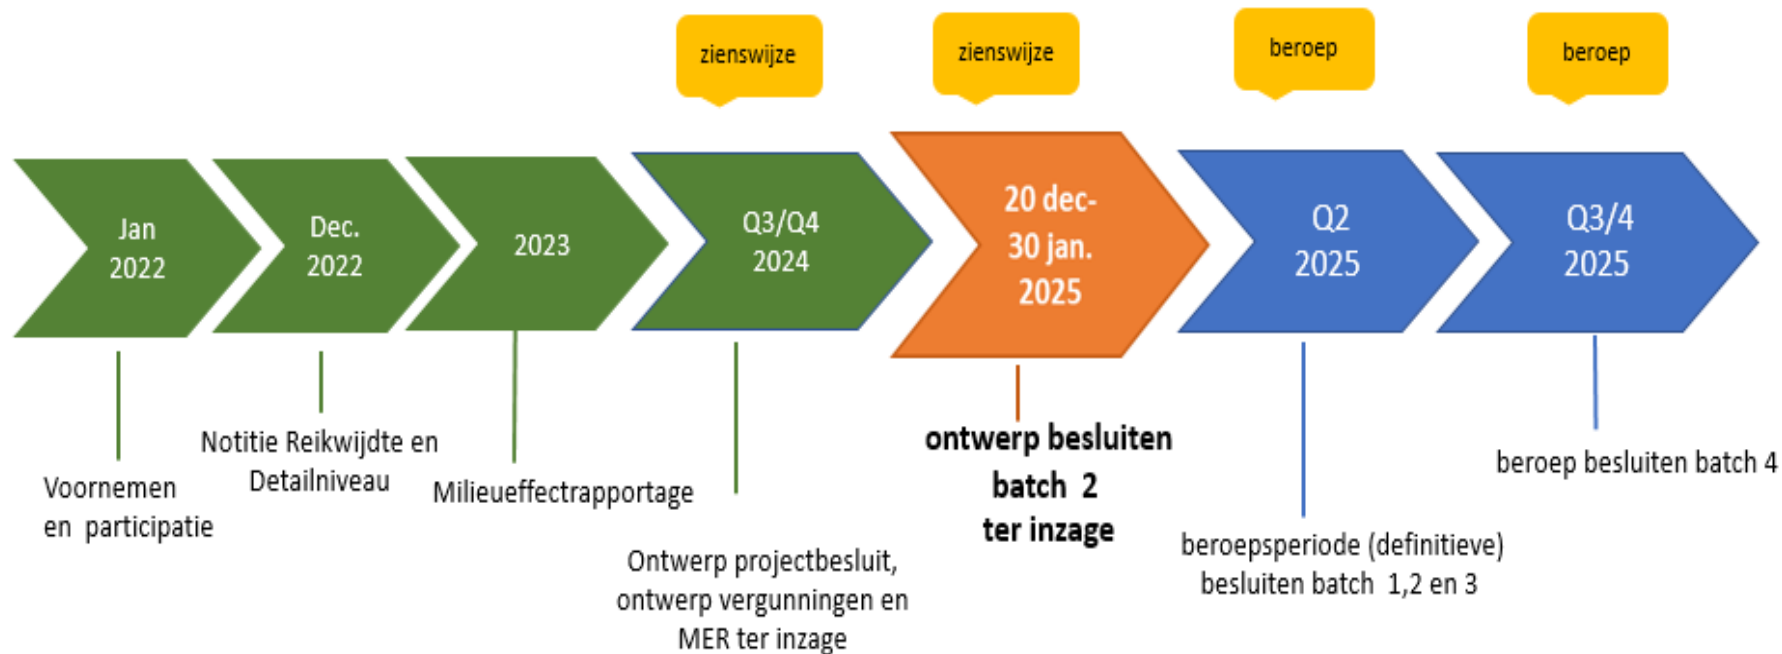 zienswijze
zienswijze
beroep
beroep
Jan
2022
Dec.
2022
2023
Q3/Q4
2024
20 dec-
30 jan.
2025
Q2
2025
Q3/4
2025
Voornemen
en participatie
Notitie Reikwijdte en
Detailniveau
Milieueffectrapportage
Ontwerp projectbesluit,
ontwerp vergunningen en
MER ter inzage
ontwerp besluiten
batch 2
ter inzage
beroepsperiode (definitieve)
besluiten batch 1,2 en 3
beroep besluiten batch 4